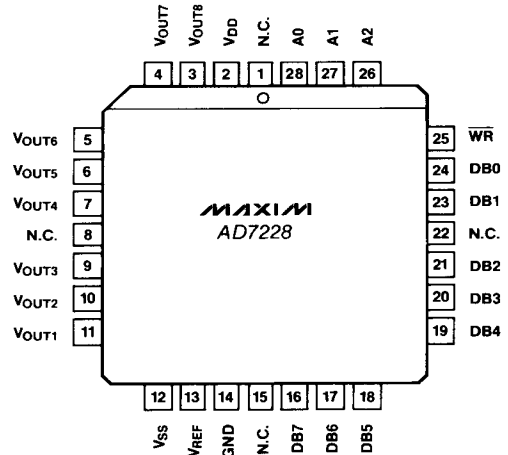 VOUT7 VOUT8 VDD N.C. A0 A1 A2
4 3 2 1 28 27 26
VOUT6 5 25 WR
VOUT5 6 24 DB0
VOUT4 7 23 DB1
N.C. 8 22 N.C.
VOUT3 9 21 DB2
VOUT2 10 20 DB3
VOUT1 11 19 DB4
MAXIM
AD7228
12 13 14 15 16 17 18
VSS VREF GND N.C. DB7 DB6 DB5